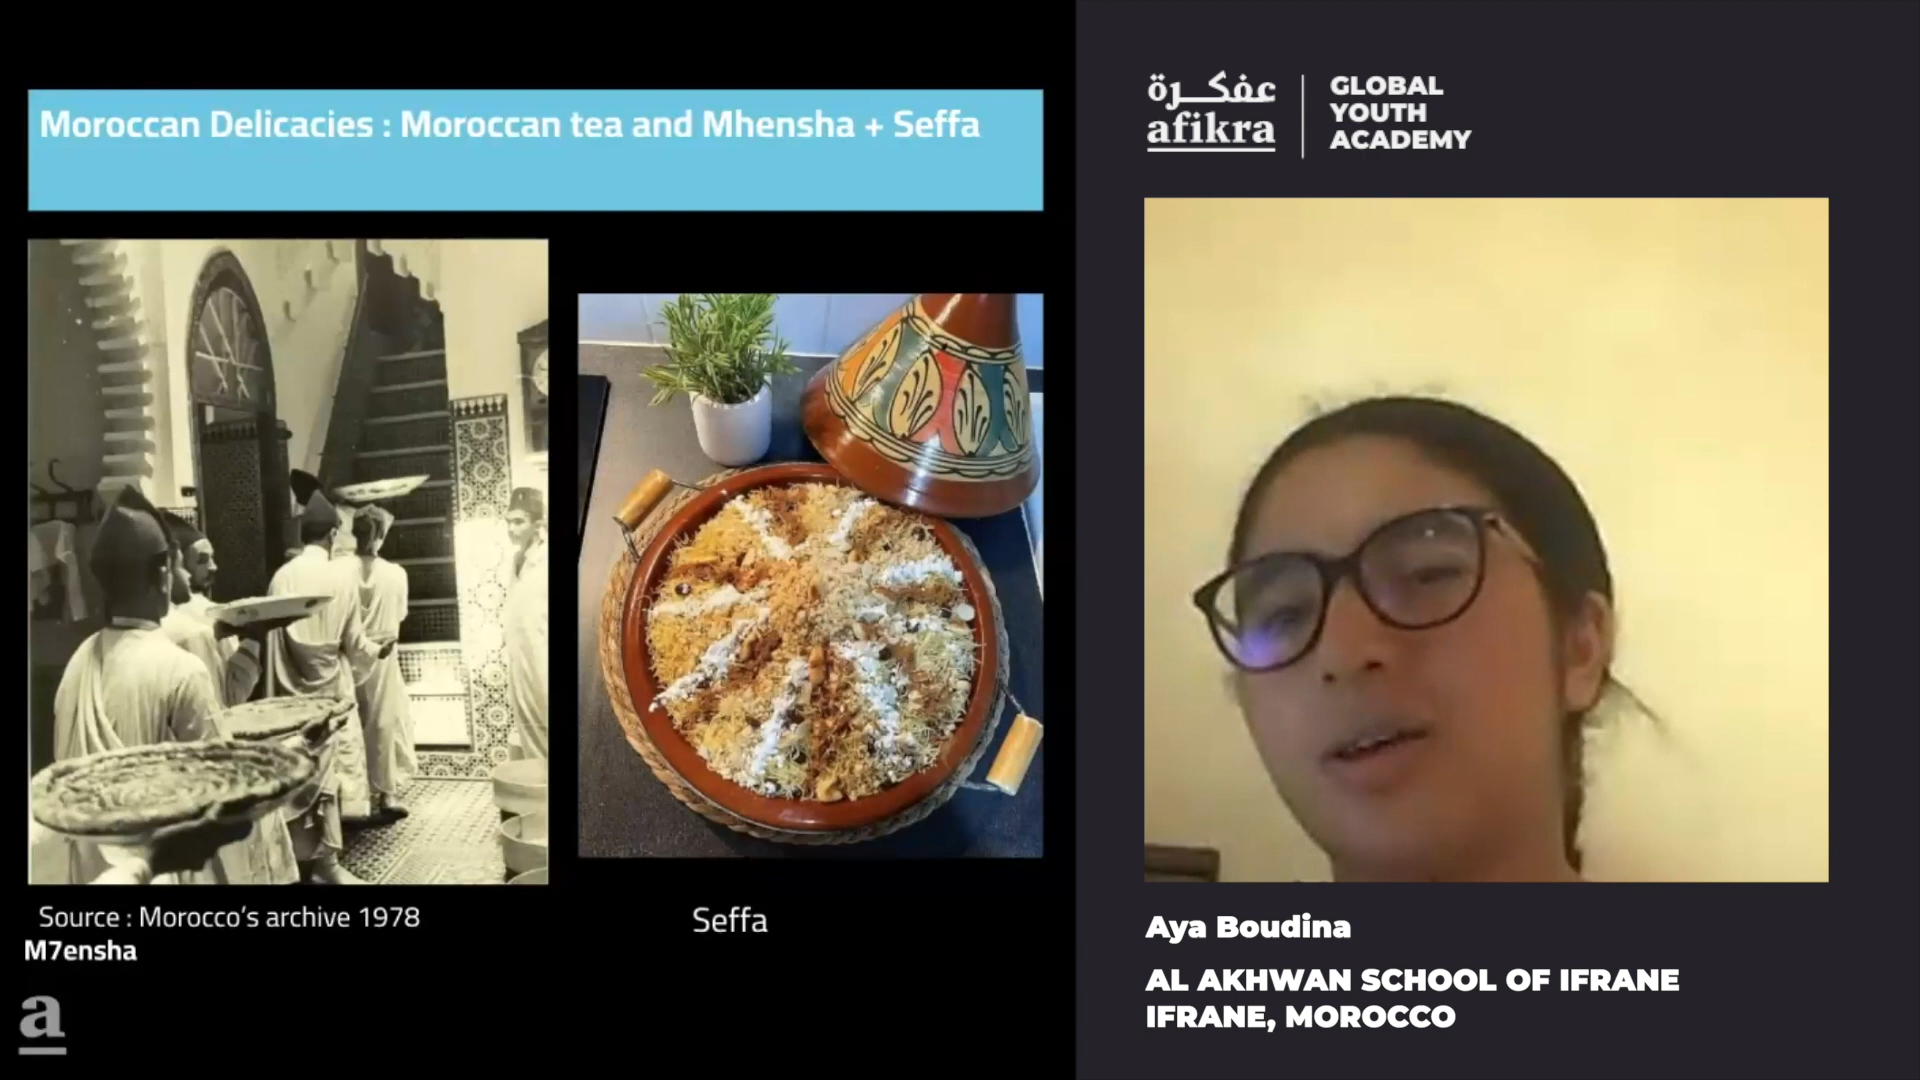 Moroccan Delicacies : Moroccan tea and Mhensha + Seffa
Source : Morocco's archive 1978
M7ensha
Seffa
a
عفكرة
afikra
GLOBAL
YOUTH
ACADEMY
Aya Boudina
AL AKHWAN SCHOOL OF IFRANE
IFRANE, MOROCCO